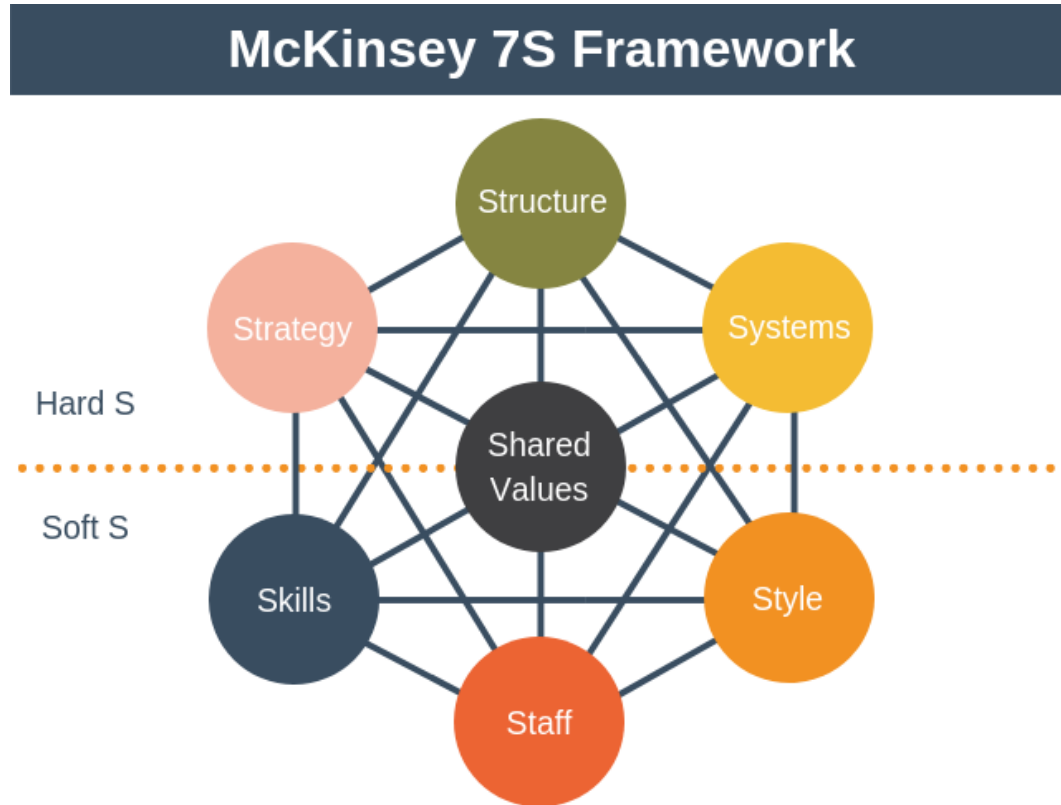 McKinsey 7S Framework
Structure
Strategy
Systems
Hard S
Shared
Values
Soft S
Skills
Style
Staff